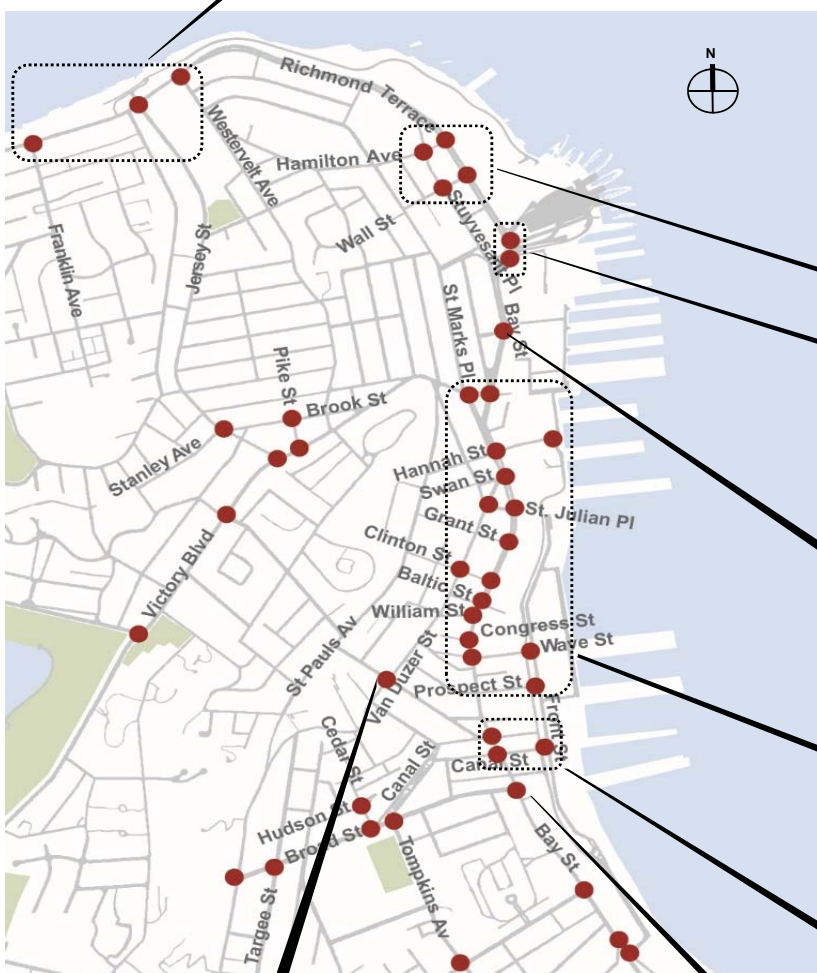 N
Richmond Terrace
Westervelt Ave
Hamilton Ave
Franklin Ave
Jersey St
Wall St
Stuyvesant Pl
St Marks Pl
Bay St
Pike St
Brook St
Stanley Ave
Hannah St
Swan St
St. Julian Pl
Grant St
Clinton St
Victory Blvd
Baltic St
William St
Congress St
Wave St
St Pauls Av
Van Duzer St
Prospect St
Front St
Cedar St
Canal St
Canal St
Hudson St
Broad St
Bay St
Tompkins Av
Targee St